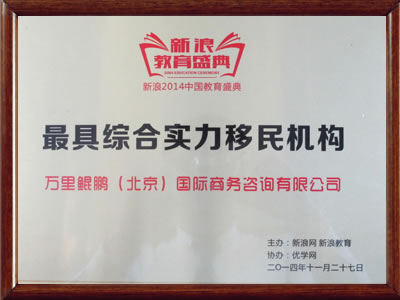 新浪
教育盛典
SINA EDUCATION CEREMONY
新浪2014中国教育盛典
最具综合实力移民机构
万里鲲鹏（北京）国际商务咨询有限公司
主办：新浪网 新浪教育
协办：优学网
二〇一四年十一月二十七日